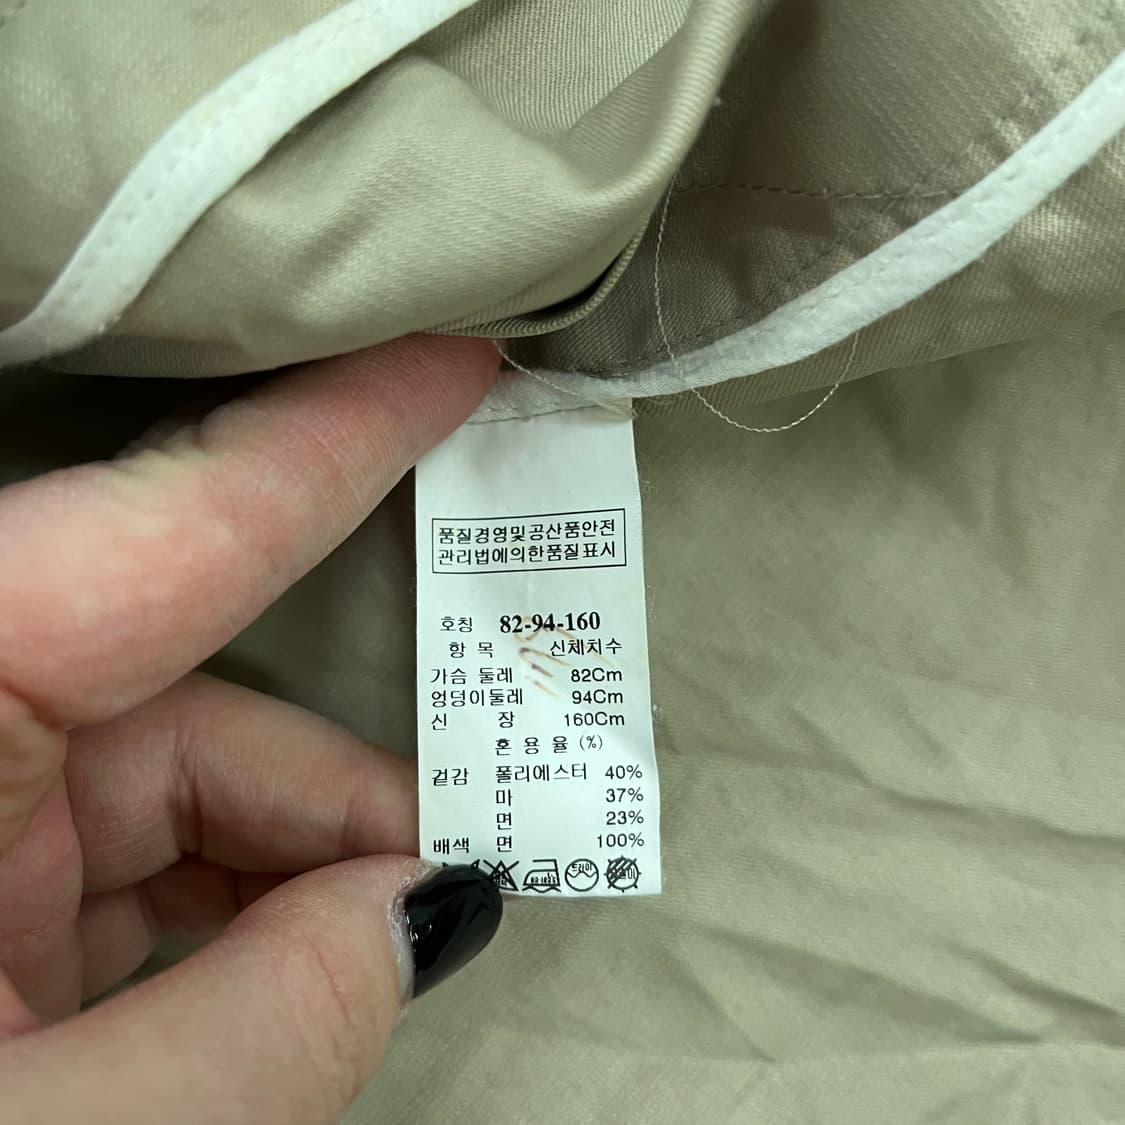 품질경영및공산품안전
관리법에의한품질표시
호칭 82-94-160
항 목 신체치수
가슴 둘레 82Cm
엉덩이둘레 94Cm
신 장 160Cm
혼 용 율 (%)
겉감 폴리에스터 40%
마 37%
면 23%
배색 면 100%
드라이